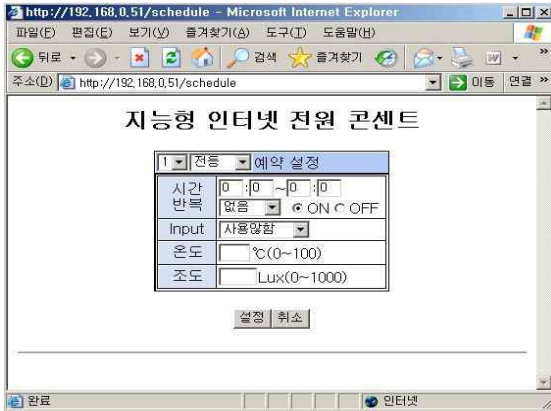 http://192,168,0,51/schedule - Microsoft Internet Explorer
파일(F) 편집(E) 보기(V) 즐겨찾기(A) 도구(T) 도움말(H)
뒤로 검색 즐겨찾기 »
주소(D) http://192,168,0,51/schedule 이동 연결 »
지능형 인터넷 전원 콘센트
1 전등 예약 설정
시간 0 :0 ~0 :0
반복 없음 ON OFF
Input 사용않함
온도 ℃(0~100)
조도 Lux(0~1000)
설정 취소
완료 인터넷